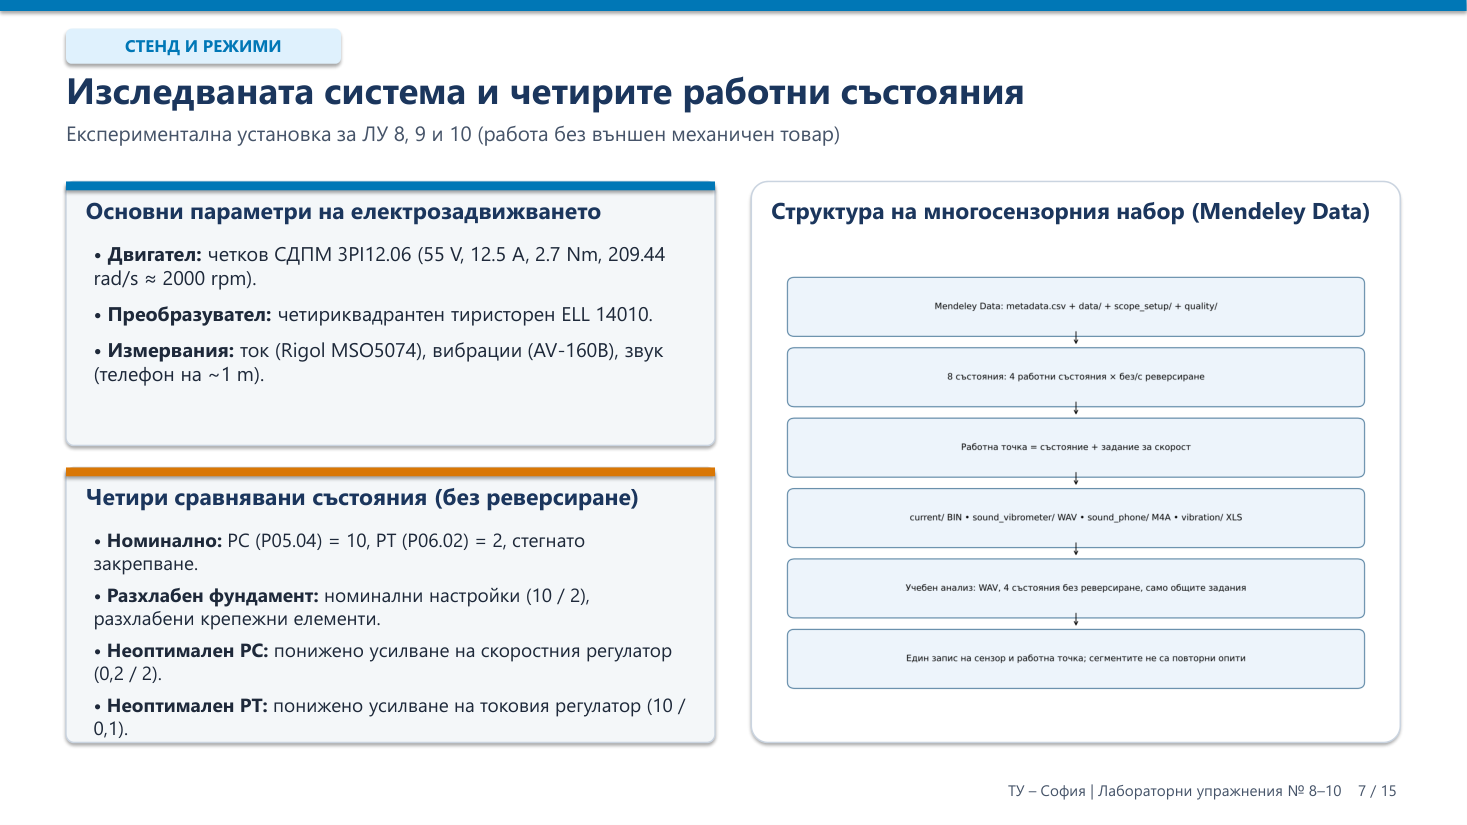 СТЕНД И РЕЖИМИ
Изследваната система и четирите работни състояния
Експериментална установка за ЛУ 8, 9 и 10 (работа без външен механичен товар)
Основни параметри на електрозадвижването
• Двигател: четков СДПМ 3PI12.06 (55 V, 12.5 A, 2.7 Nm, 209.44
rad/s ≈ 2000 rpm).
• Преобразувател: четириквадрантен тиристорен ELL 14010.
• Измервания: ток (Rigol MSO5074), вибрации (AV-160B), звук
(телефон на ~1 m).
Четири сравнявани състояния (без реверсиране)
• Номинално: РС (P05.04) = 10, РТ (P06.02) = 2, стегнато
закрепване.
• Разхлабен фундамент: номинални настройки (10 / 2),
разхлабени крепежни елементи.
• Неоптимален РС: понижено усилване на скоростния регулатор
(0,2 / 2).
• Неоптимален РТ: понижено усилване на токовия регулатор (10 /
0,1).
Структура на многосензорния набор (Mendeley Data)
Mendeley Data: metadata.csv + data/ + scope_setup/ + quality/
8 състояния: 4 работни състояния × без/с реверсиране
Работна точка = състояние + задание за скорост
current/ BIN • sound_vibrometer/ WAV • sound_phone/ M4A • vibration/ XLS
Учебен анализ: WAV, 4 състояния без реверсиране, само общите задания
Един запис на сензор и работна точка; сегментите не са повторни опити
ТУ – София | Лабораторни упражнения № 8–10 7 / 15